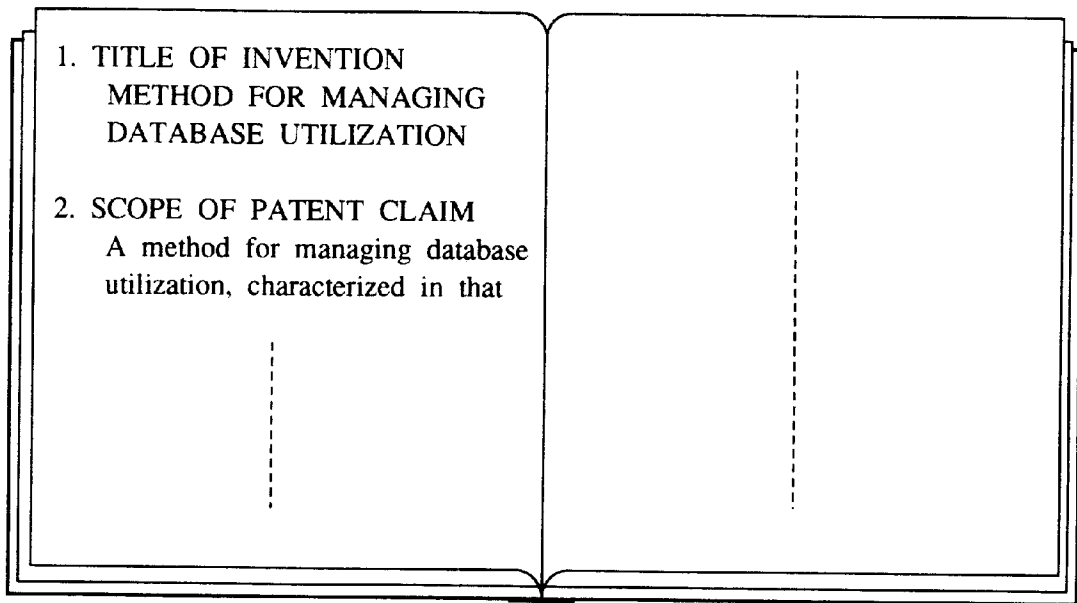 1. TITLE OF INVENTION
METHOD FOR MANAGING
DATABASE UTILIZATION
2. SCOPE OF PATENT CLAIM
A method for managing database
utilization, characterized in that